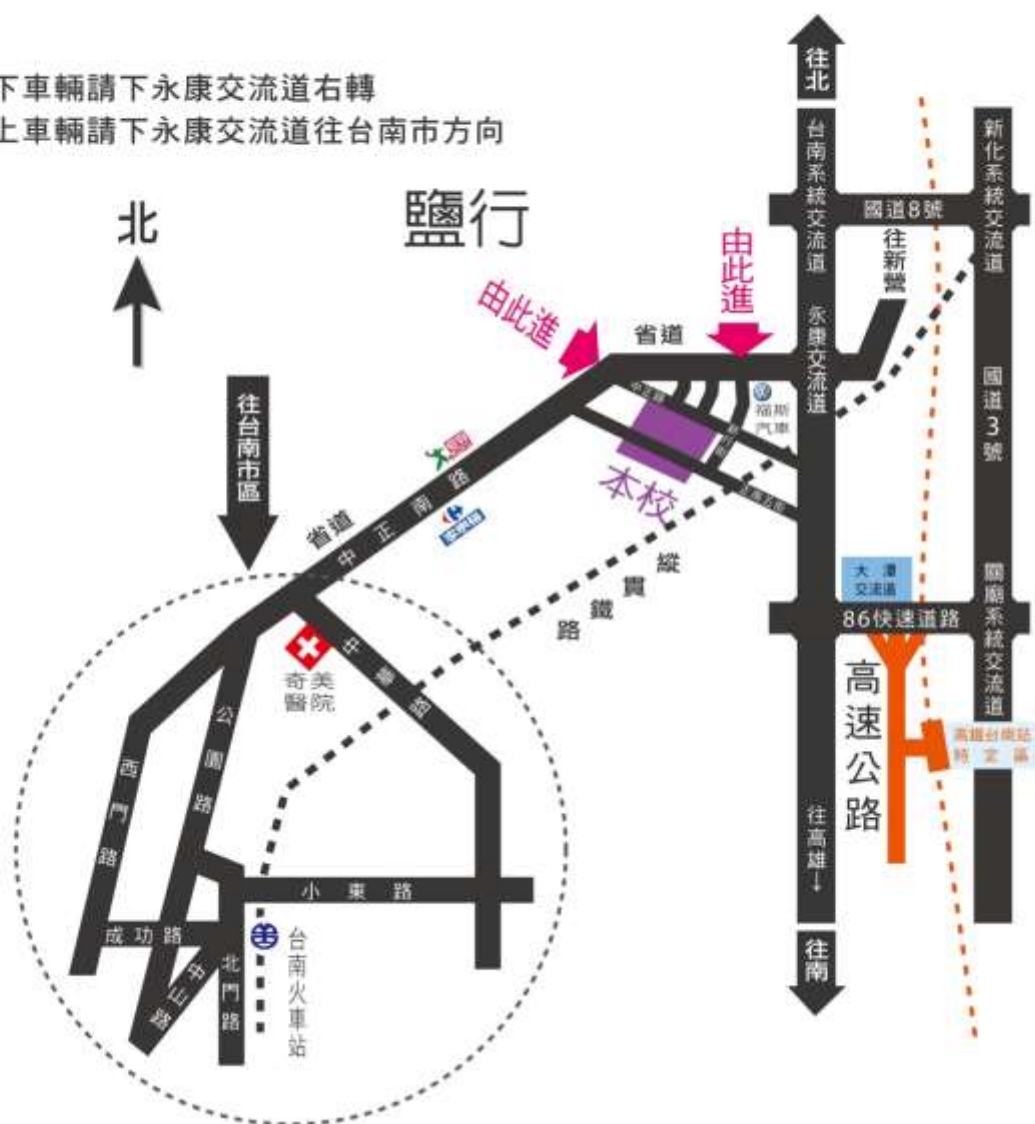 下車輛請下永康交流道右轉
上車輛請下永康交流道往台南市方向
北
鹽行
往北
台南系統交流道
新化系統交流道
國道8號
往新營
由此進
由此進
省道
永康交流道
國道3號
福斯
汽車
往台南市區
本校
省道
中正南路
家樂福
縱貫鐵路
大潭
交流道
86快速道路
關廟系統交流道
奇美
醫院
中華路
高速公路
高鐵台南站
特定區
公園路
西門路
往高雄↓
小東路
成功路
中山路
北門路
台南火車站
往南